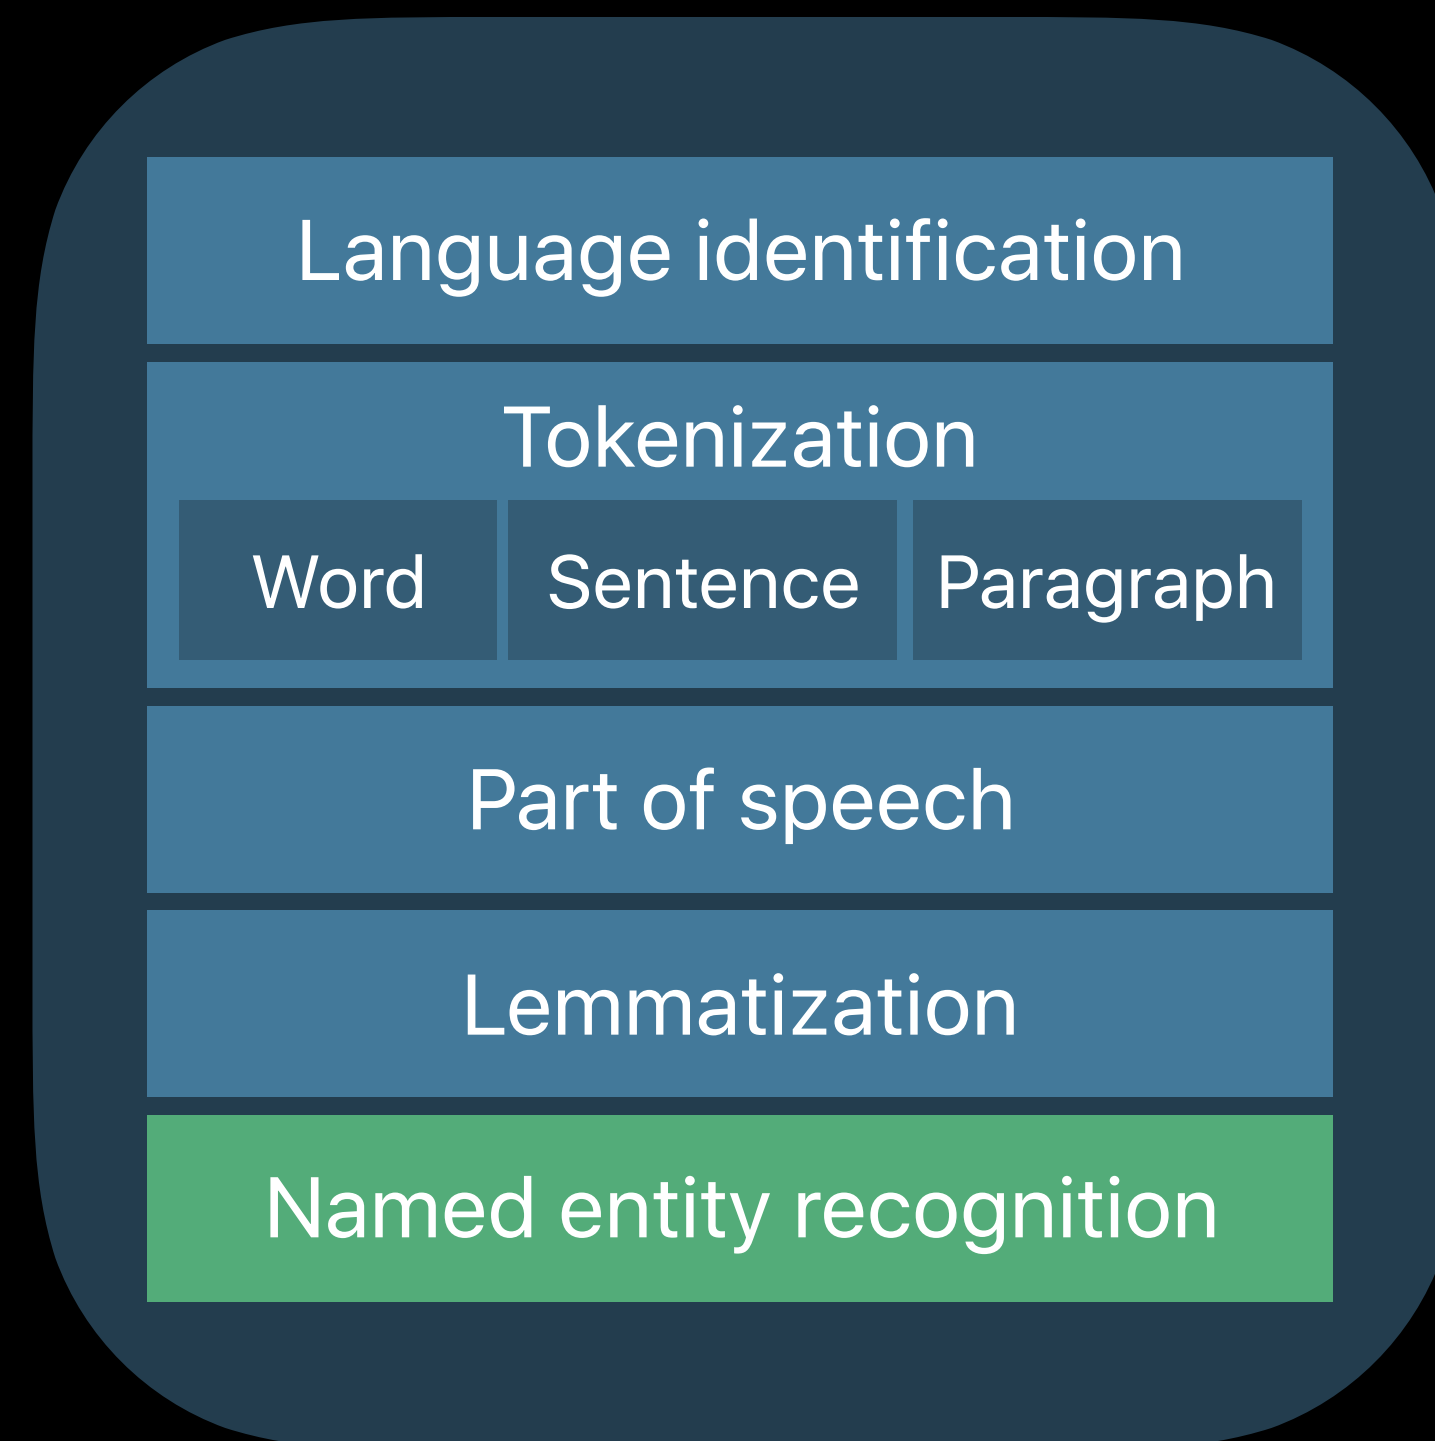 Language identification
Tokenization
Word Sentence Paragraph
Part of speech
Lemmatization
Named entity recognition